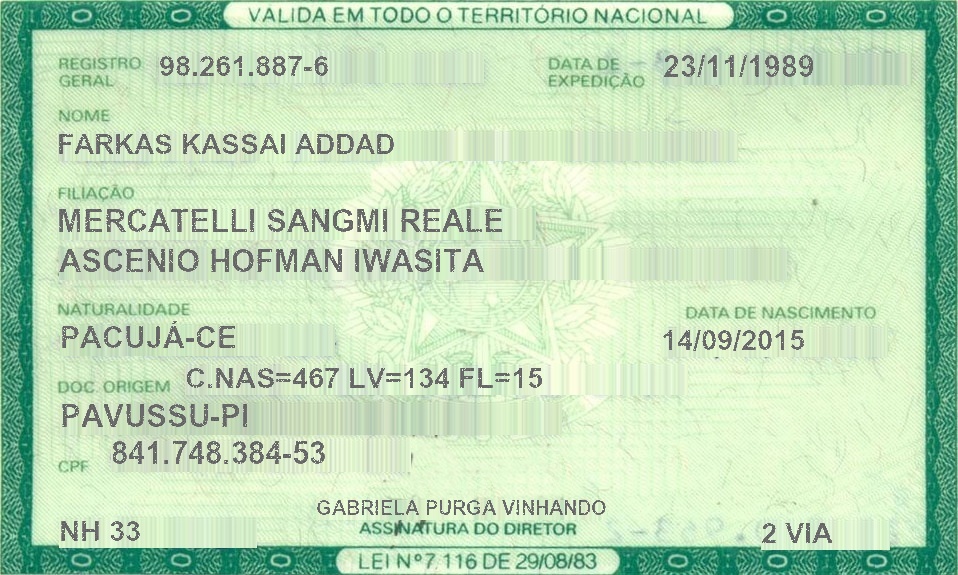 VALIDA EM TODO O TERRITÓRIO NACIONAL
REGISTRO GERAL 98.261.887-6 DATA DE EXPEDIÇÃO 23/11/1989
NOME
FARKAS KASSAI ADDAD
FILIAÇÃO
MERCATELLI SANGMI REALE
ASCENIO HOFMAN IWASITA
NATURALIDADE DATA DE NASCIMENTO
PACUJÁ-CE 14/09/2015
DOC. ORIGEM C.NAS=467 LV=134 FL=15
PAVUSSU-PI
CPF 841.748.384-53
GABRIELA PURGA VINHANDO
NH 33 ASSINATURA DO DIRETOR 2 VIA
LEI Nº 7.116 DE 29/08/83